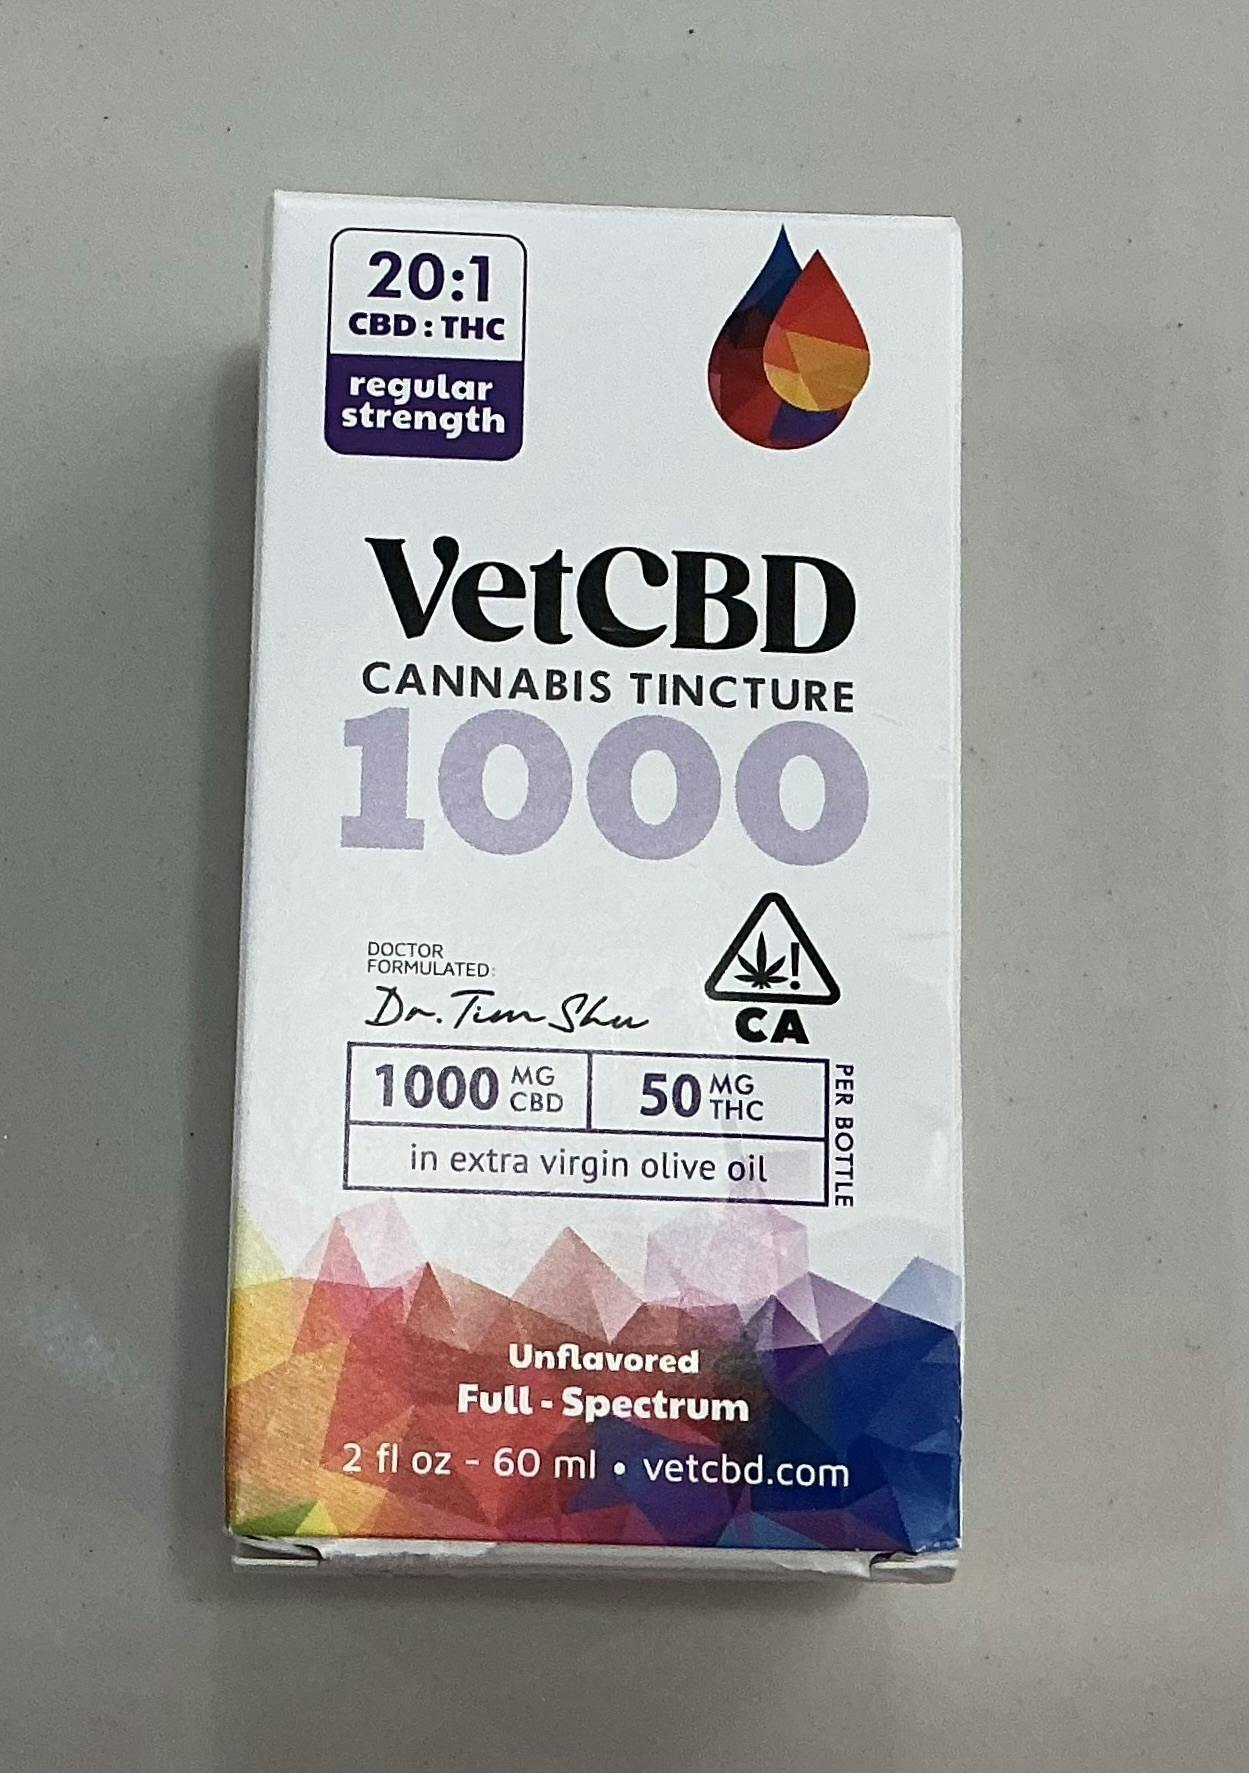 20:1
CBD : THC
regular
strength
VetCBD
CANNABIS TINCTURE
1000
DOCTOR
FORMULATED:
Dr. Tim Shu
!
CA
1000 MG CBD
50 MG THC
PER BOTTLE
in extra virgin olive oil
Unflavored
Full - Spectrum
2 fl oz - 60 ml • vetcbd.com